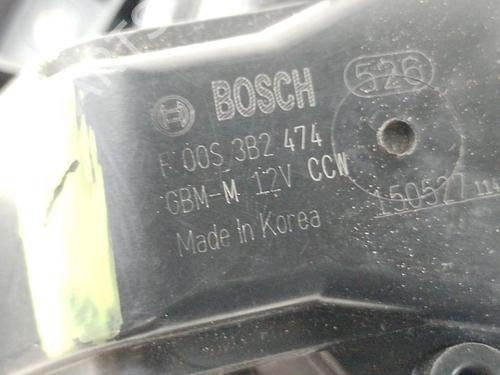 BOSCH
526
F 00S 3B2 474
GBM-M 12V CCW
150527
Made in Korea